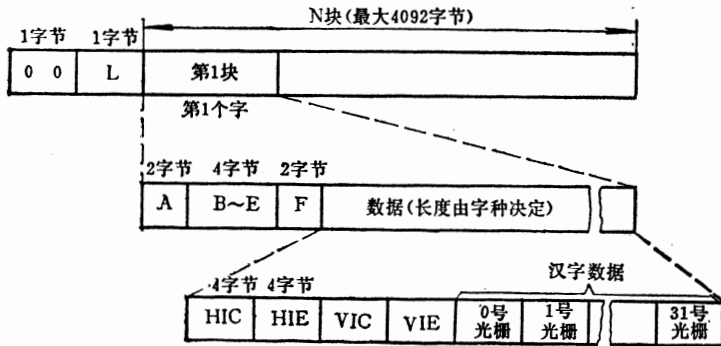 N块(最大4092字节)
1字节 1字节
0 0 L 第1块
第1个字
2字节 4字节 2字节
A B～E F 数据(长度由字种决定)
汉字数据
4字节 4字节
HIC HIE VIC VIE 0号光栅 1号光栅 31号光栅